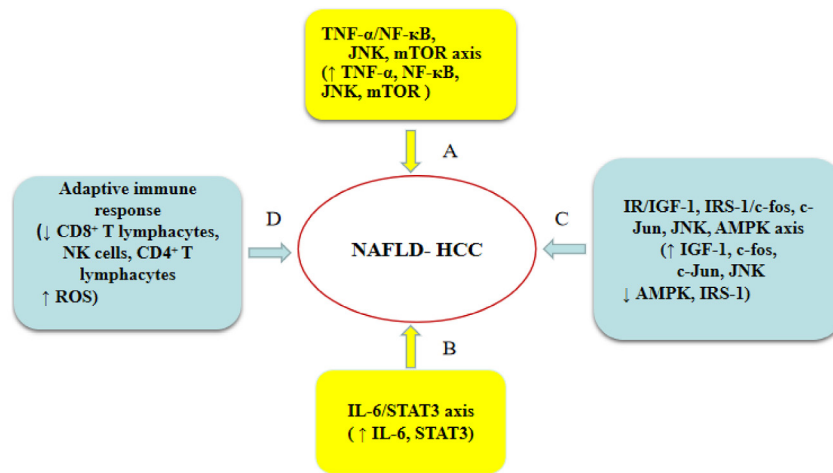 TNF-α/NF-κB,
JNK, mTOR axis
(↑ TNF-α, NF-κB,
JNK, mTOR )
A
Adaptive immune
response
(↓ CD8⁺ T lymphocytes,
NK cells, CD4⁺ T
lymphocytes
↑ ROS)
D
NAFLD- HCC
C
IR/IGF-1, IRS-1/c-fos, c-
Jun, JNK, AMPK axis
(↑ IGF-1, c-fos,
c-Jun, JNK
↓ AMPK, IRS-1)
B
IL-6/STAT3 axis
( ↑ IL-6, STAT3)